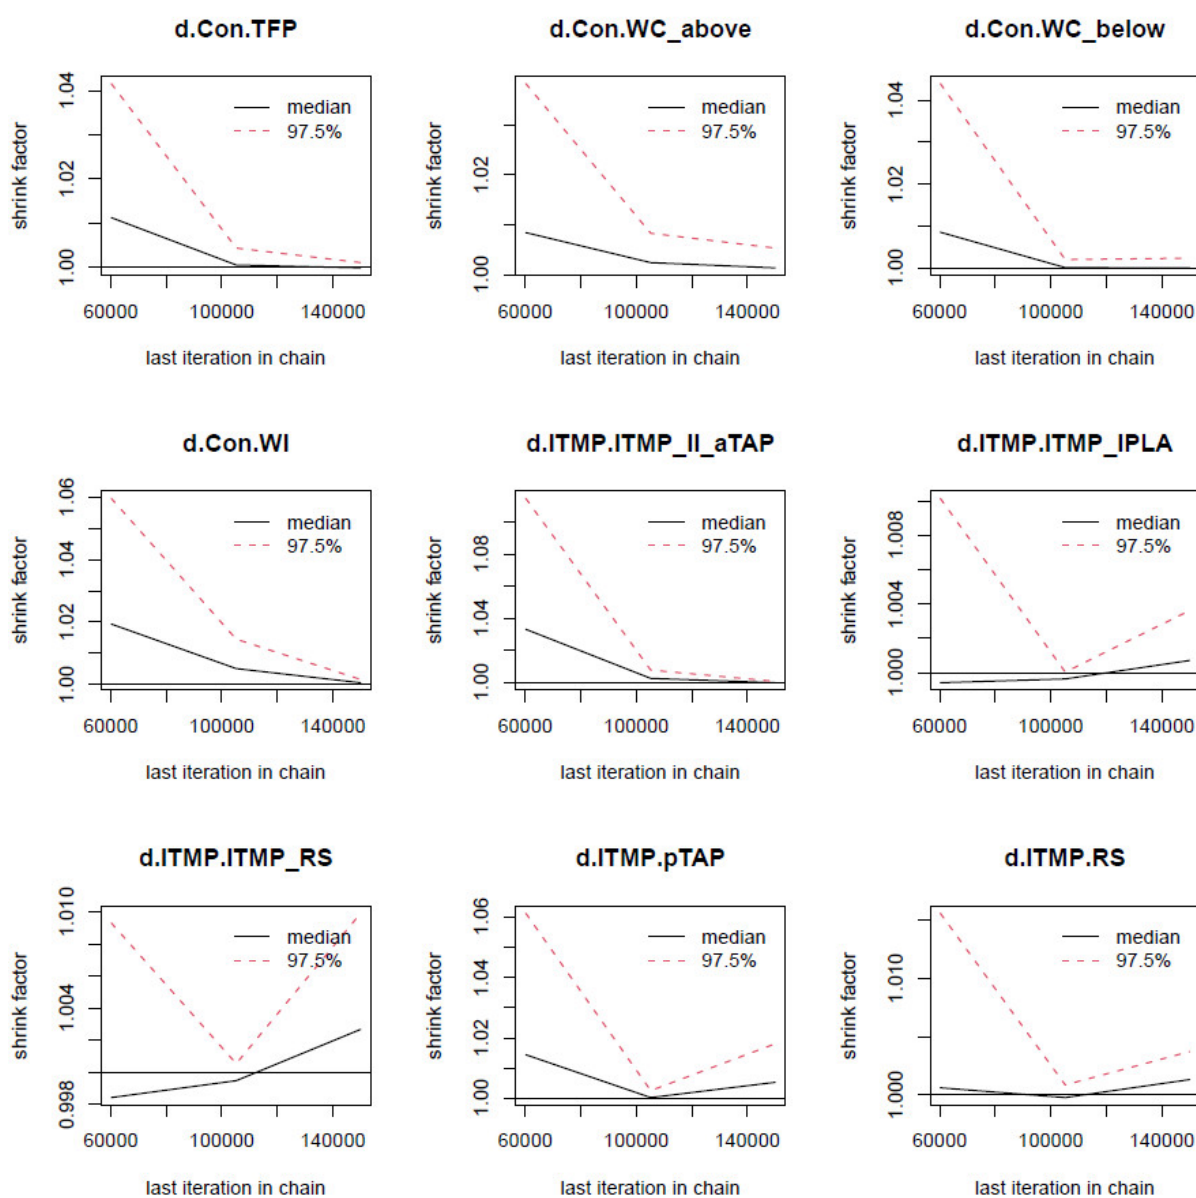 d.Con.TFP
shrink factor
1.00
1.02
1.04
median
97.5%
60000
100000
140000
last iteration in chain
d.Con.WC_above
shrink factor
1.00
1.02
median
97.5%
60000
100000
140000
last iteration in chain
d.Con.WC_below
shrink factor
1.00
1.02
1.04
median
97.5%
60000
100000
140000
last iteration in chain
d.Con.WI
shrink factor
1.00
1.02
1.04
1.06
median
97.5%
60000
100000
140000
last iteration in chain
d.ITMP.ITMP_II_aTAP
shrink factor
1.00
1.04
1.08
median
97.5%
60000
100000
140000
last iteration in chain
d.ITMP.ITMP_IPLA
shrink factor
1.000
1.004
1.008
median
97.5%
60000
100000
140000
last iteration in chain
d.ITMP.ITMP_RS
shrink factor
0.998
1.004
1.010
median
97.5%
60000
100000
140000
last iteration in chain
d.ITMP.pTAP
shrink factor
1.00
1.02
1.04
1.06
median
97.5%
60000
100000
140000
last iteration in chain
d.ITMP.RS
shrink factor
1.000
1.010
median
97.5%
60000
100000
140000
last iteration in chain